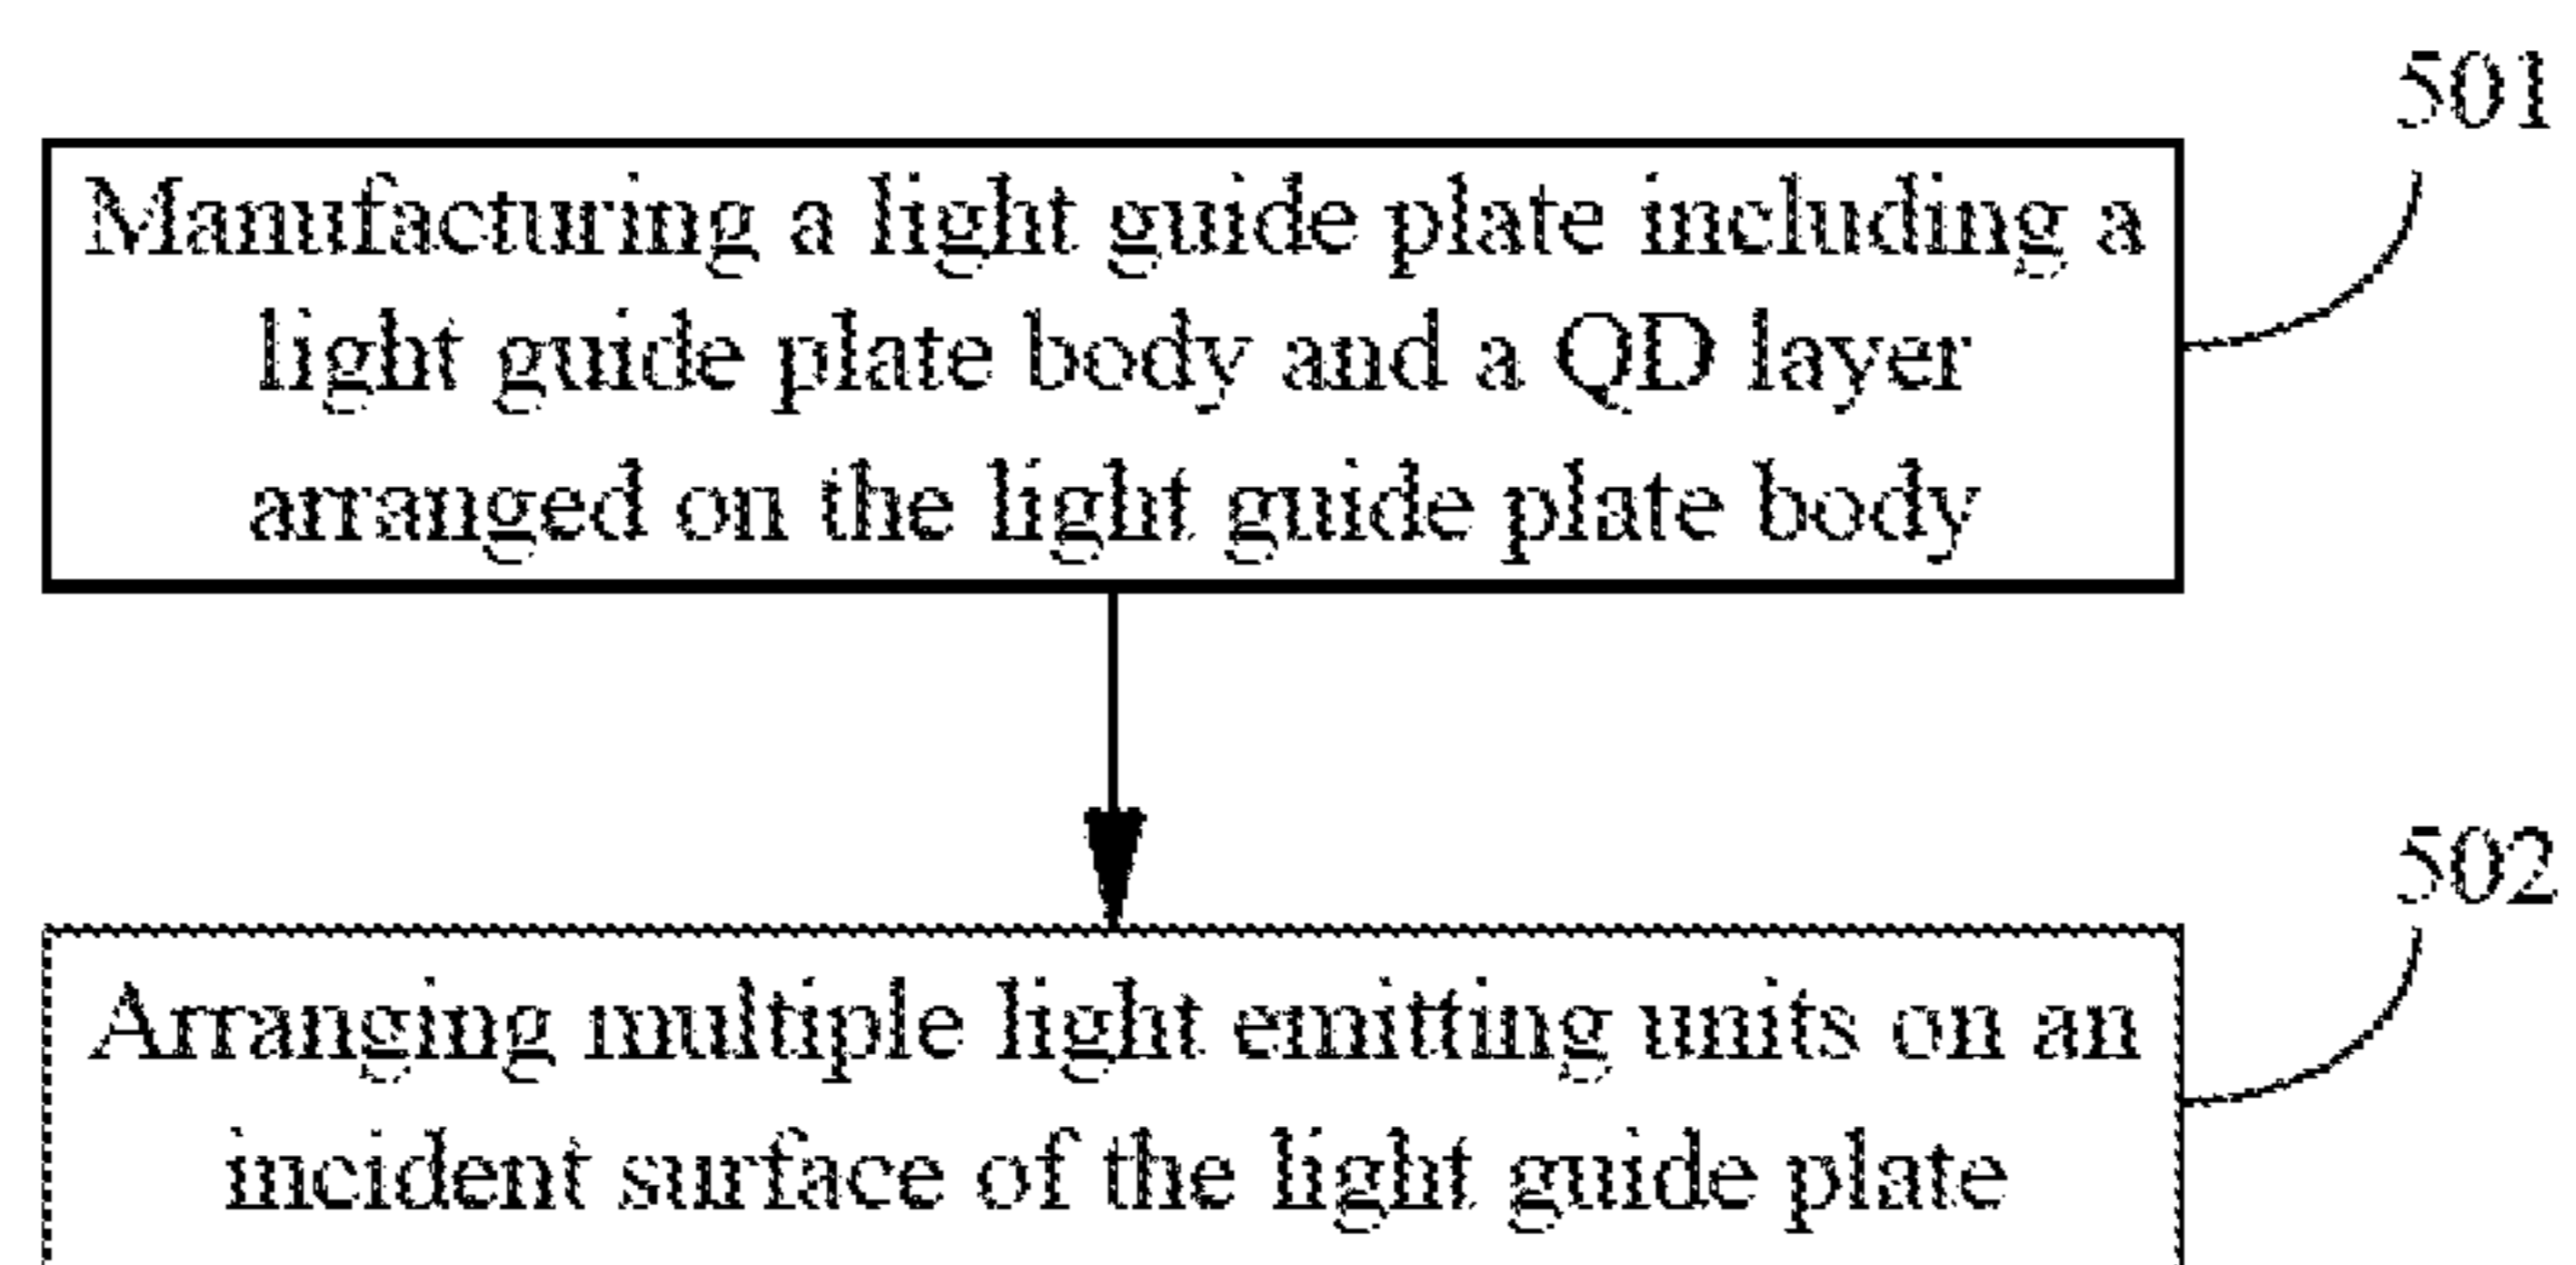 501
Manufacturing a light guide plate including a
light guide plate body and a QD layer
arranged on the light guide plate body
502
Arranging multiple light emitting units on an
incident surface of the light guide plate